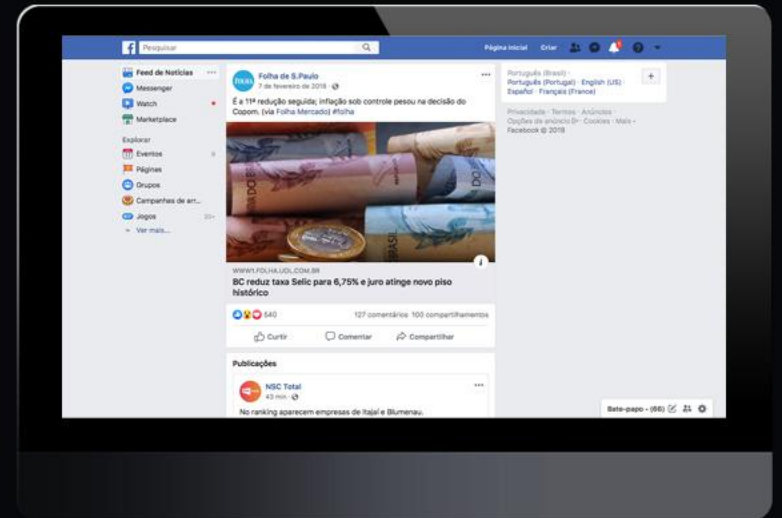 Pesquisar
Página inicial Criar
1
Feed de Notícias
Messenger
Watch
Marketplace
Explorar
Eventos
Páginas
Grupos
Campanhas de arr...
Jogos
20+
Ver mais...
FOLHA
Folha de S.Paulo
7 de fevereiro de 2018 ·
É a 11ª redução seguida; inflação sob controle pesou na decisão do
Copom. (via Folha Mercado) #folha
BRASIL
WWW1.FOLHA.UOL.COM.BR
BC reduz taxa Selic para 6,75% e juro atinge novo piso
histórico
540
127 comentários 100 compartilhamentos
Curtir Comentar Compartilhar
Publicações
NSC Total
43 min ·
No ranking aparecem empresas de Itajaí e Blumenau.
Português (Brasil) ·
Português (Portugal) · English (US) ·
Español · Français (France)
Privacidade · Termos · Anúncios ·
Opções de anúncio · Cookies · Mais
Facebook © 2019
Bate-papo - (66)